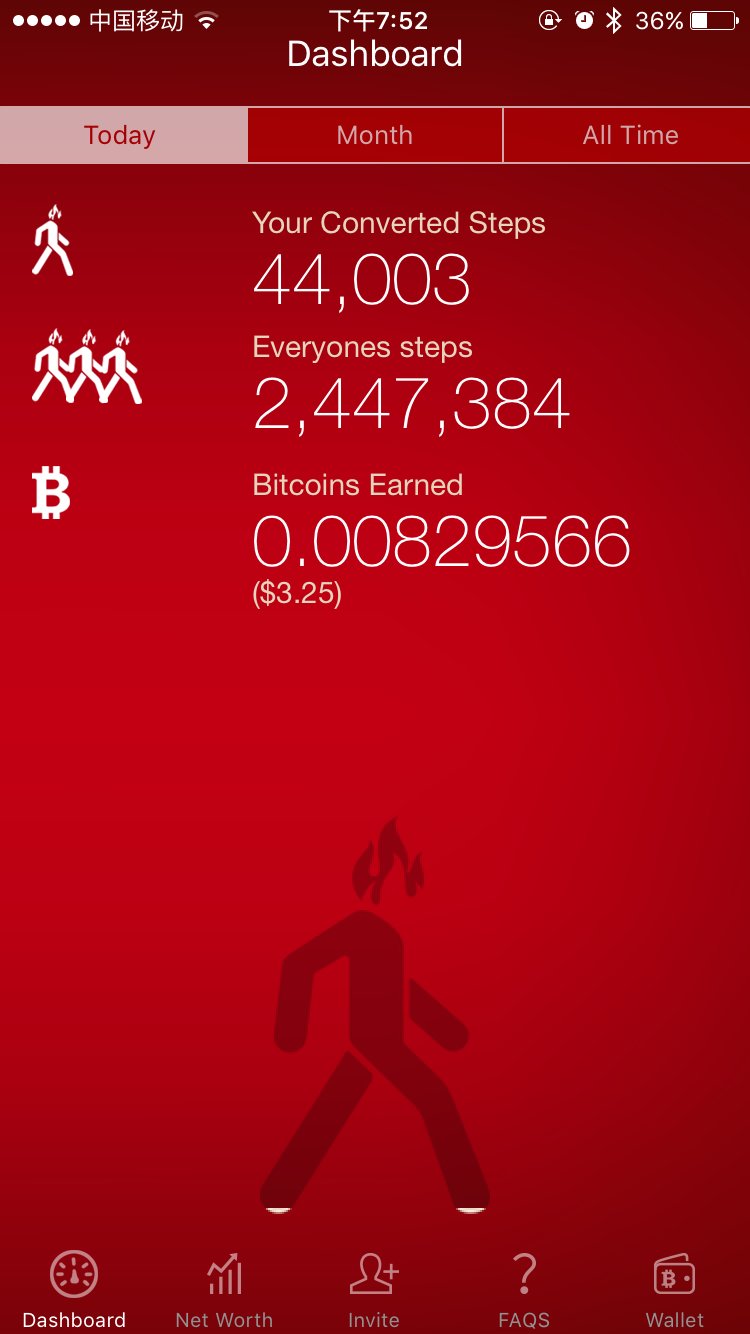 中国移动 下午7:52 36%
Dashboard
Today Month All Time
Your Converted Steps
44,003
Everyones steps
2,447,384
Bitcoins Earned
0.00829566
($3.25)
Dashboard Net Worth Invite FAQS Wallet